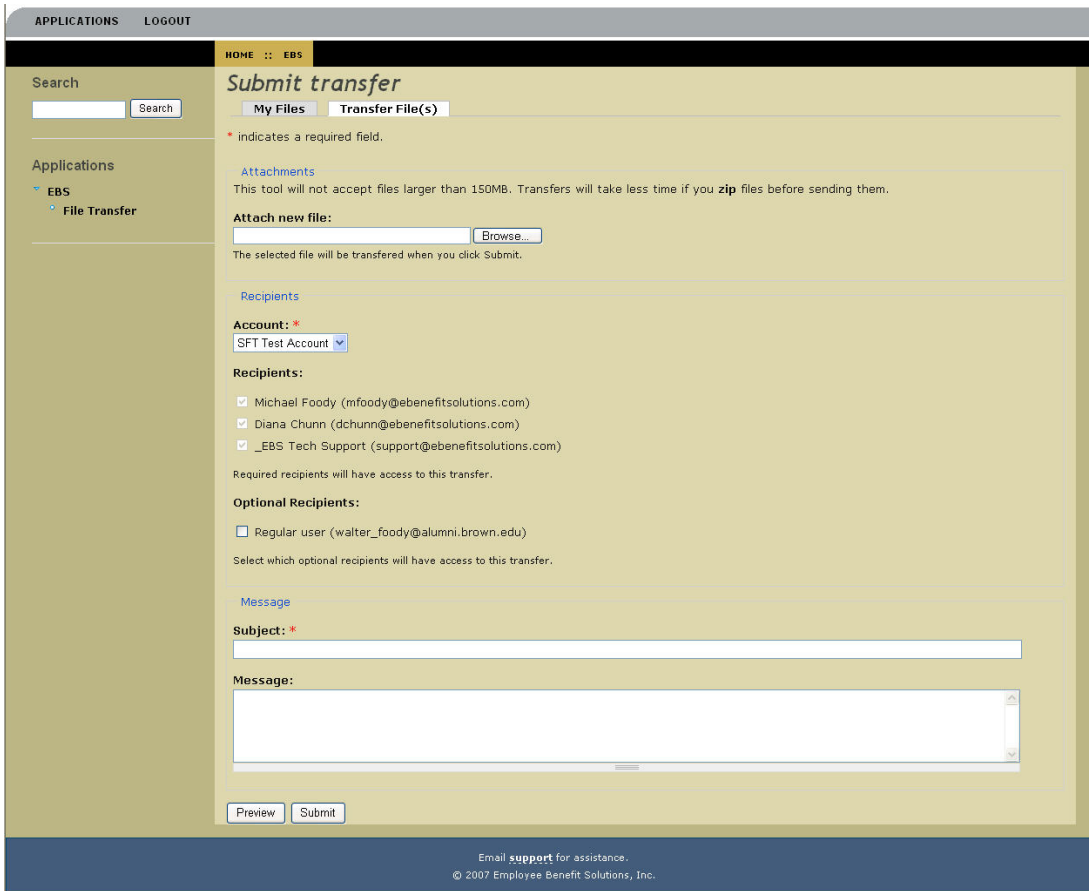 APPLICATIONS LOGOUT
HOME :: EBS
Search
Search
Applications
EBS
File Transfer
Submit transfer
My Files Transfer File(s)
* indicates a required field.
Attachments
This tool will not accept files larger than 150MB. Transfers will take less time if you zip files before sending them.
Attach new file:
Browse...
The selected file will be transfered when you click Submit.
Recipients
Account: *
SFT Test Account
Recipients:
Michael Foody (mfoody@ebenefitsolutions.com)
Diana Chunn (dchunn@ebenefitsolutions.com)
_EBS Tech Support (support@ebenefitsolutions.com)
Required recipients will have access to this transfer.
Optional Recipients:
Regular user (walter_foody@alumni.brown.edu)
Select which optional recipients will have access to this transfer.
Message
Subject: *
Message:
Preview Submit
Email support for assistance.
© 2007 Employee Benefit Solutions, Inc.